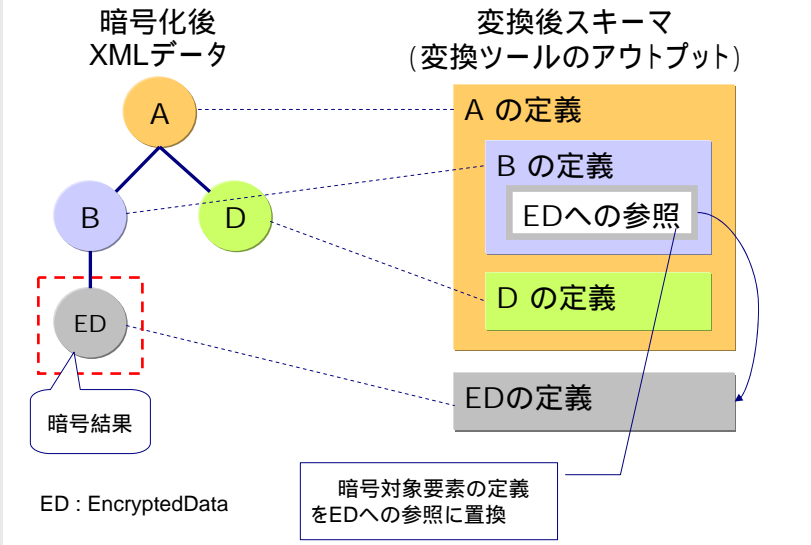 暗号化後
XMLデータ
変換後スキーマ
(変換ツールのアウトプット)
A
B
D
ED
暗号結果
ED : EncryptedData
A の定義
B の定義
EDへの参照
D の定義
EDの定義
暗号対象要素の定義
をEDへの参照に置換